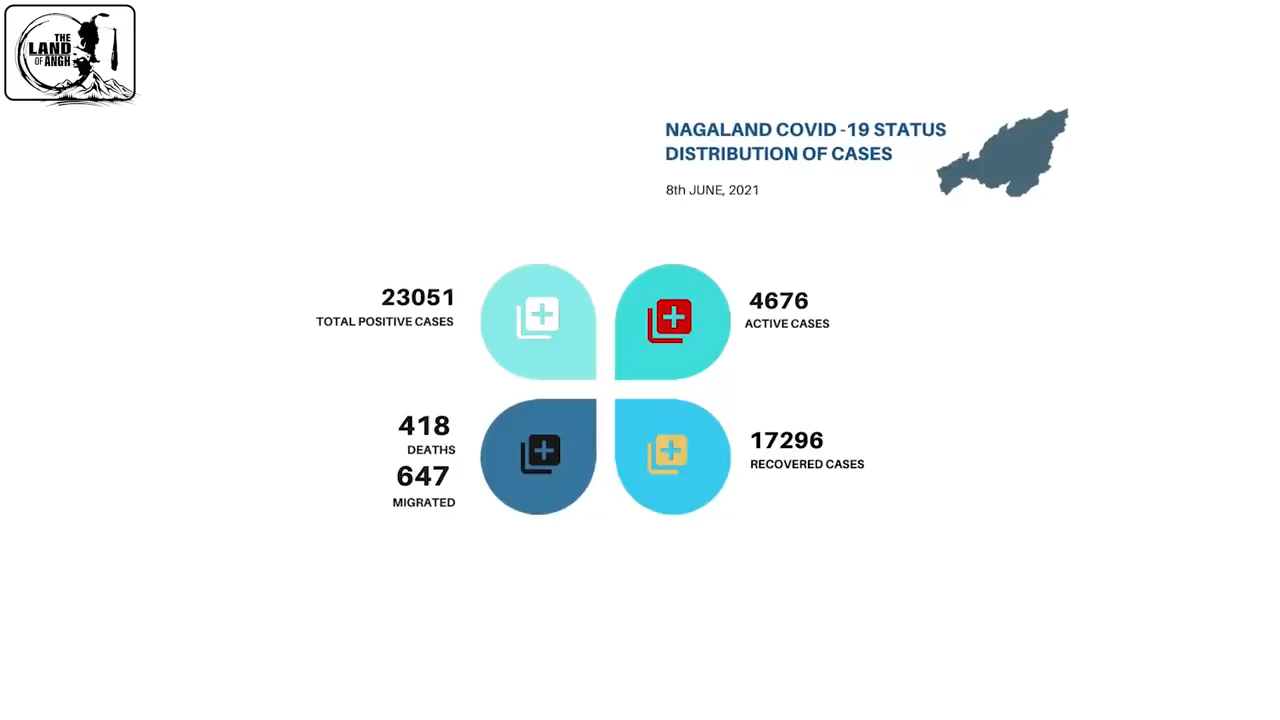 THE
LAND
OF ANGH
NAGALAND COVID -19 STATUS
DISTRIBUTION OF CASES
8th JUNE, 2021
23051
TOTAL POSITIVE CASES
4676
ACTIVE CASES
418
DEATHS
647
MIGRATED
17296
RECOVERED CASES